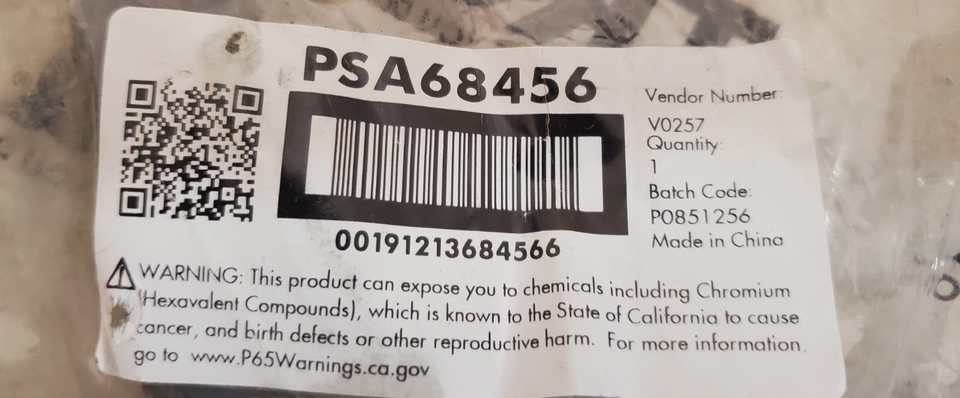 PSA68456
00191213684566
Vendor Number:
V0257
Quantity:
1
Batch Code:
P0851256
Made in China
WARNING: This product can expose you to chemicals including Chromium
(Hexavalent Compounds), which is known to the State of California to cause
cancer, and birth defects or other reproductive harm. For more information.
go to www.P65Warnings.ca.gov